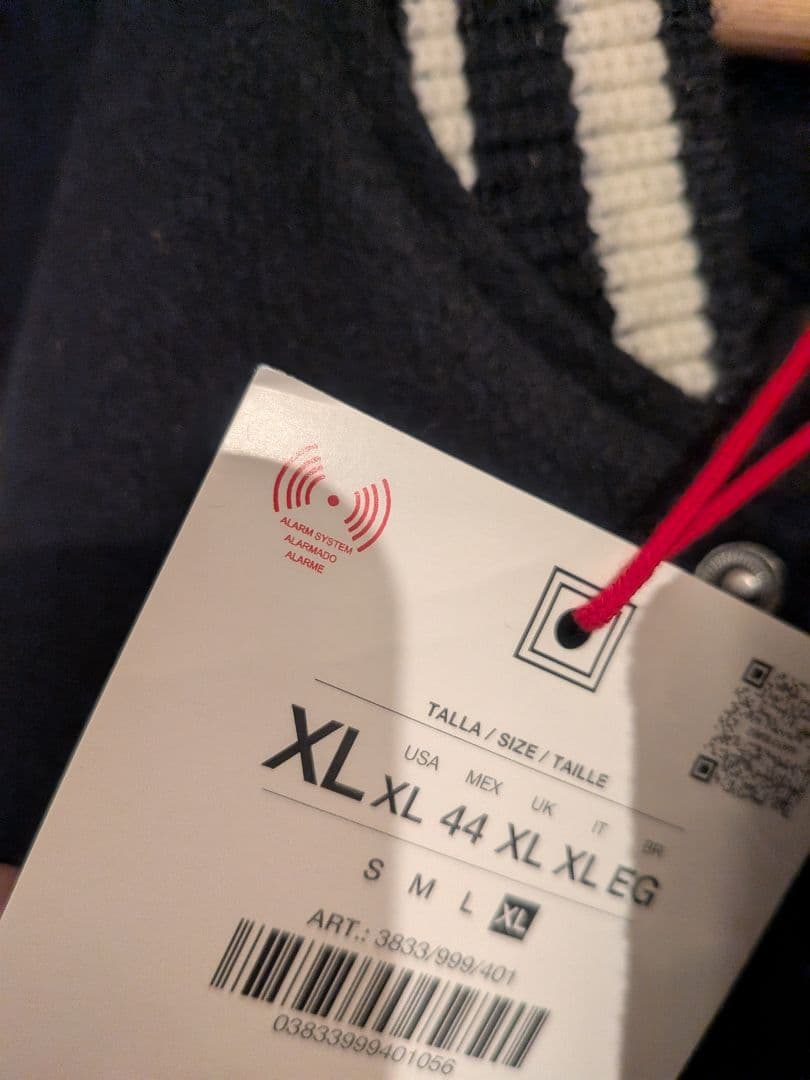 ALARM SYSTEM
ALARMADO
ALARME
TALLA / SIZE / TAILLE
USA MEX UK IT BR
XL XL 44 XL XL EG
S M L XL
ART.: 3833/999/401
03833999401056